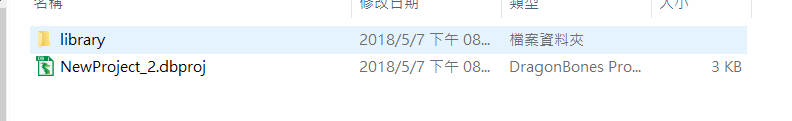 名稱 修改日期 類型 大小
library 2018/5/7 下午 08... 檔案資料夾
NewProject_2.dbproj 2018/5/7 下午 08... DragonBones Pro... 3 KB